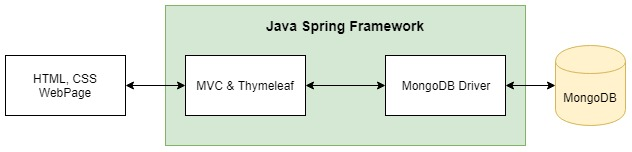 Java Spring Framework
HTML, CSS
WebPage
MVC & Thymeleaf
MongoDB Driver
MongoDB